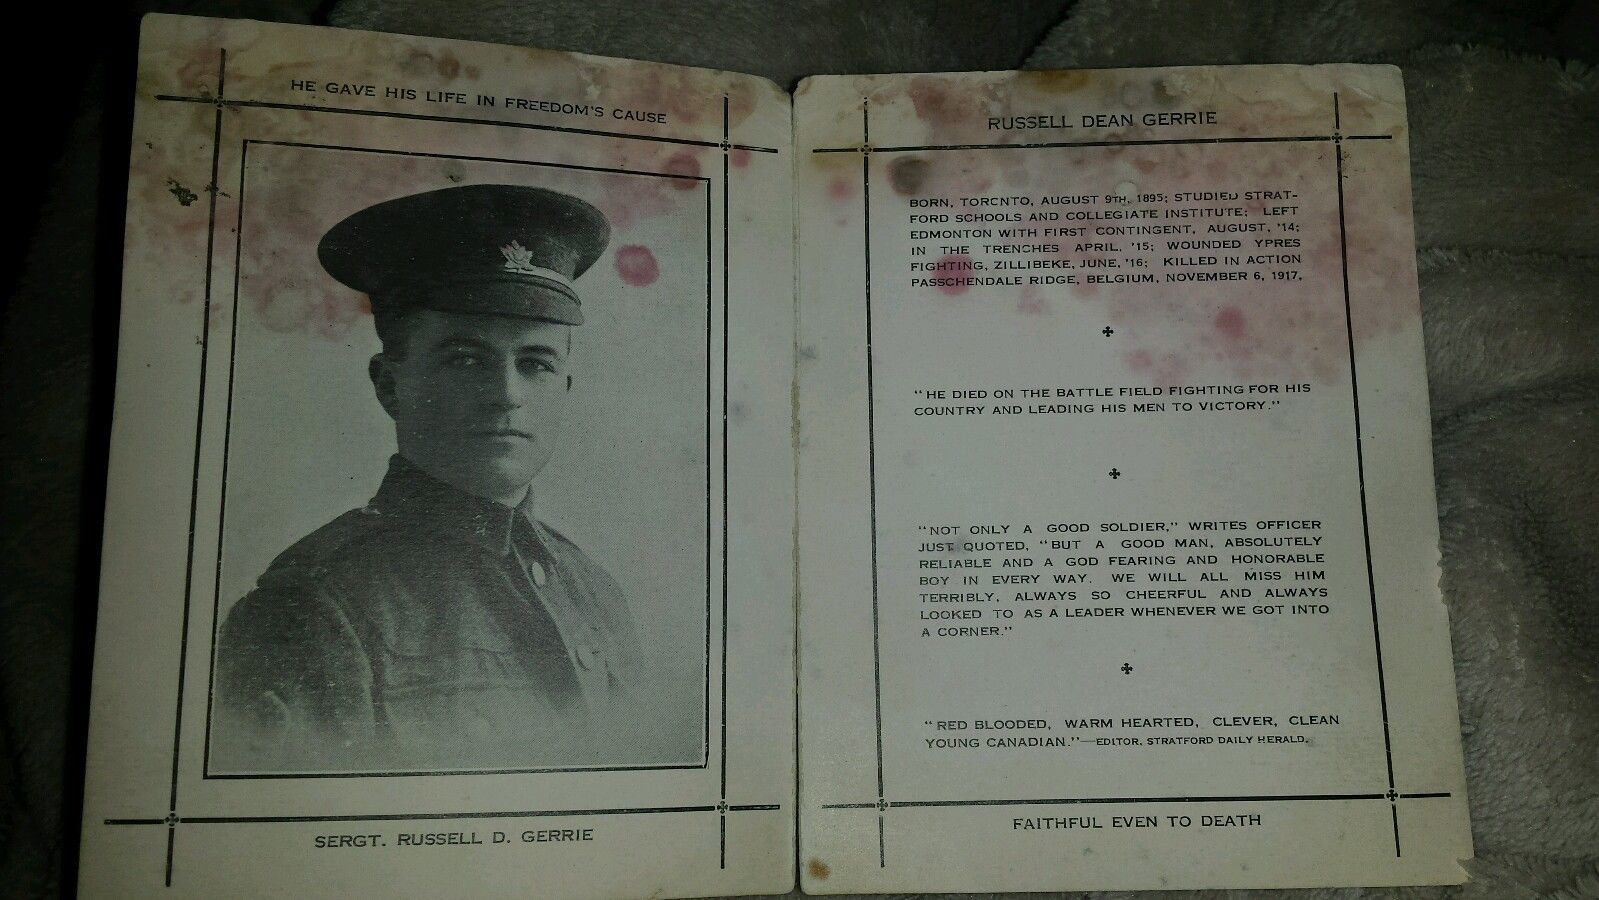 HE GAVE HIS LIFE IN FREEDOM'S CAUSE
SERGT. RUSSELL D. GERRIE
RUSSELL DEAN GERRIE
BORN, TORONTO, AUGUST 9TH, 1895; STUDIED STRAT-
FORD SCHOOLS AND COLLEGIATE INSTITUTE; LEFT
EDMONTON WITH FIRST CONTINGENT, AUGUST, '14;
IN THE TRENCHES APRIL, '15; WOUNDED YPRES
FIGHTING, ZILLIBEKE, JUNE, '16; KILLED IN ACTION
PASSCHENDALE RIDGE, BELGIUM, NOVEMBER 6, 1917.
"HE DIED ON THE BATTLE FIELD FIGHTING FOR HIS
COUNTRY AND LEADING HIS MEN TO VICTORY."
"NOT ONLY A GOOD SOLDIER," WRITES OFFICER
JUST QUOTED, "BUT A GOOD MAN, ABSOLUTELY
RELIABLE AND A GOD FEARING AND HONORABLE
BOY IN EVERY WAY. WE WILL ALL MISS HIM
TERRIBLY, ALWAYS SO CHEERFUL AND ALWAYS
LOOKED TO AS A LEADER WHENEVER WE GOT INTO
A CORNER."
"RED BLOODED, WARM HEARTED, CLEVER, CLEAN
YOUNG CANADIAN."—EDITOR, STRATFORD DAILY HERALD.
FAITHFUL EVEN TO DEATH